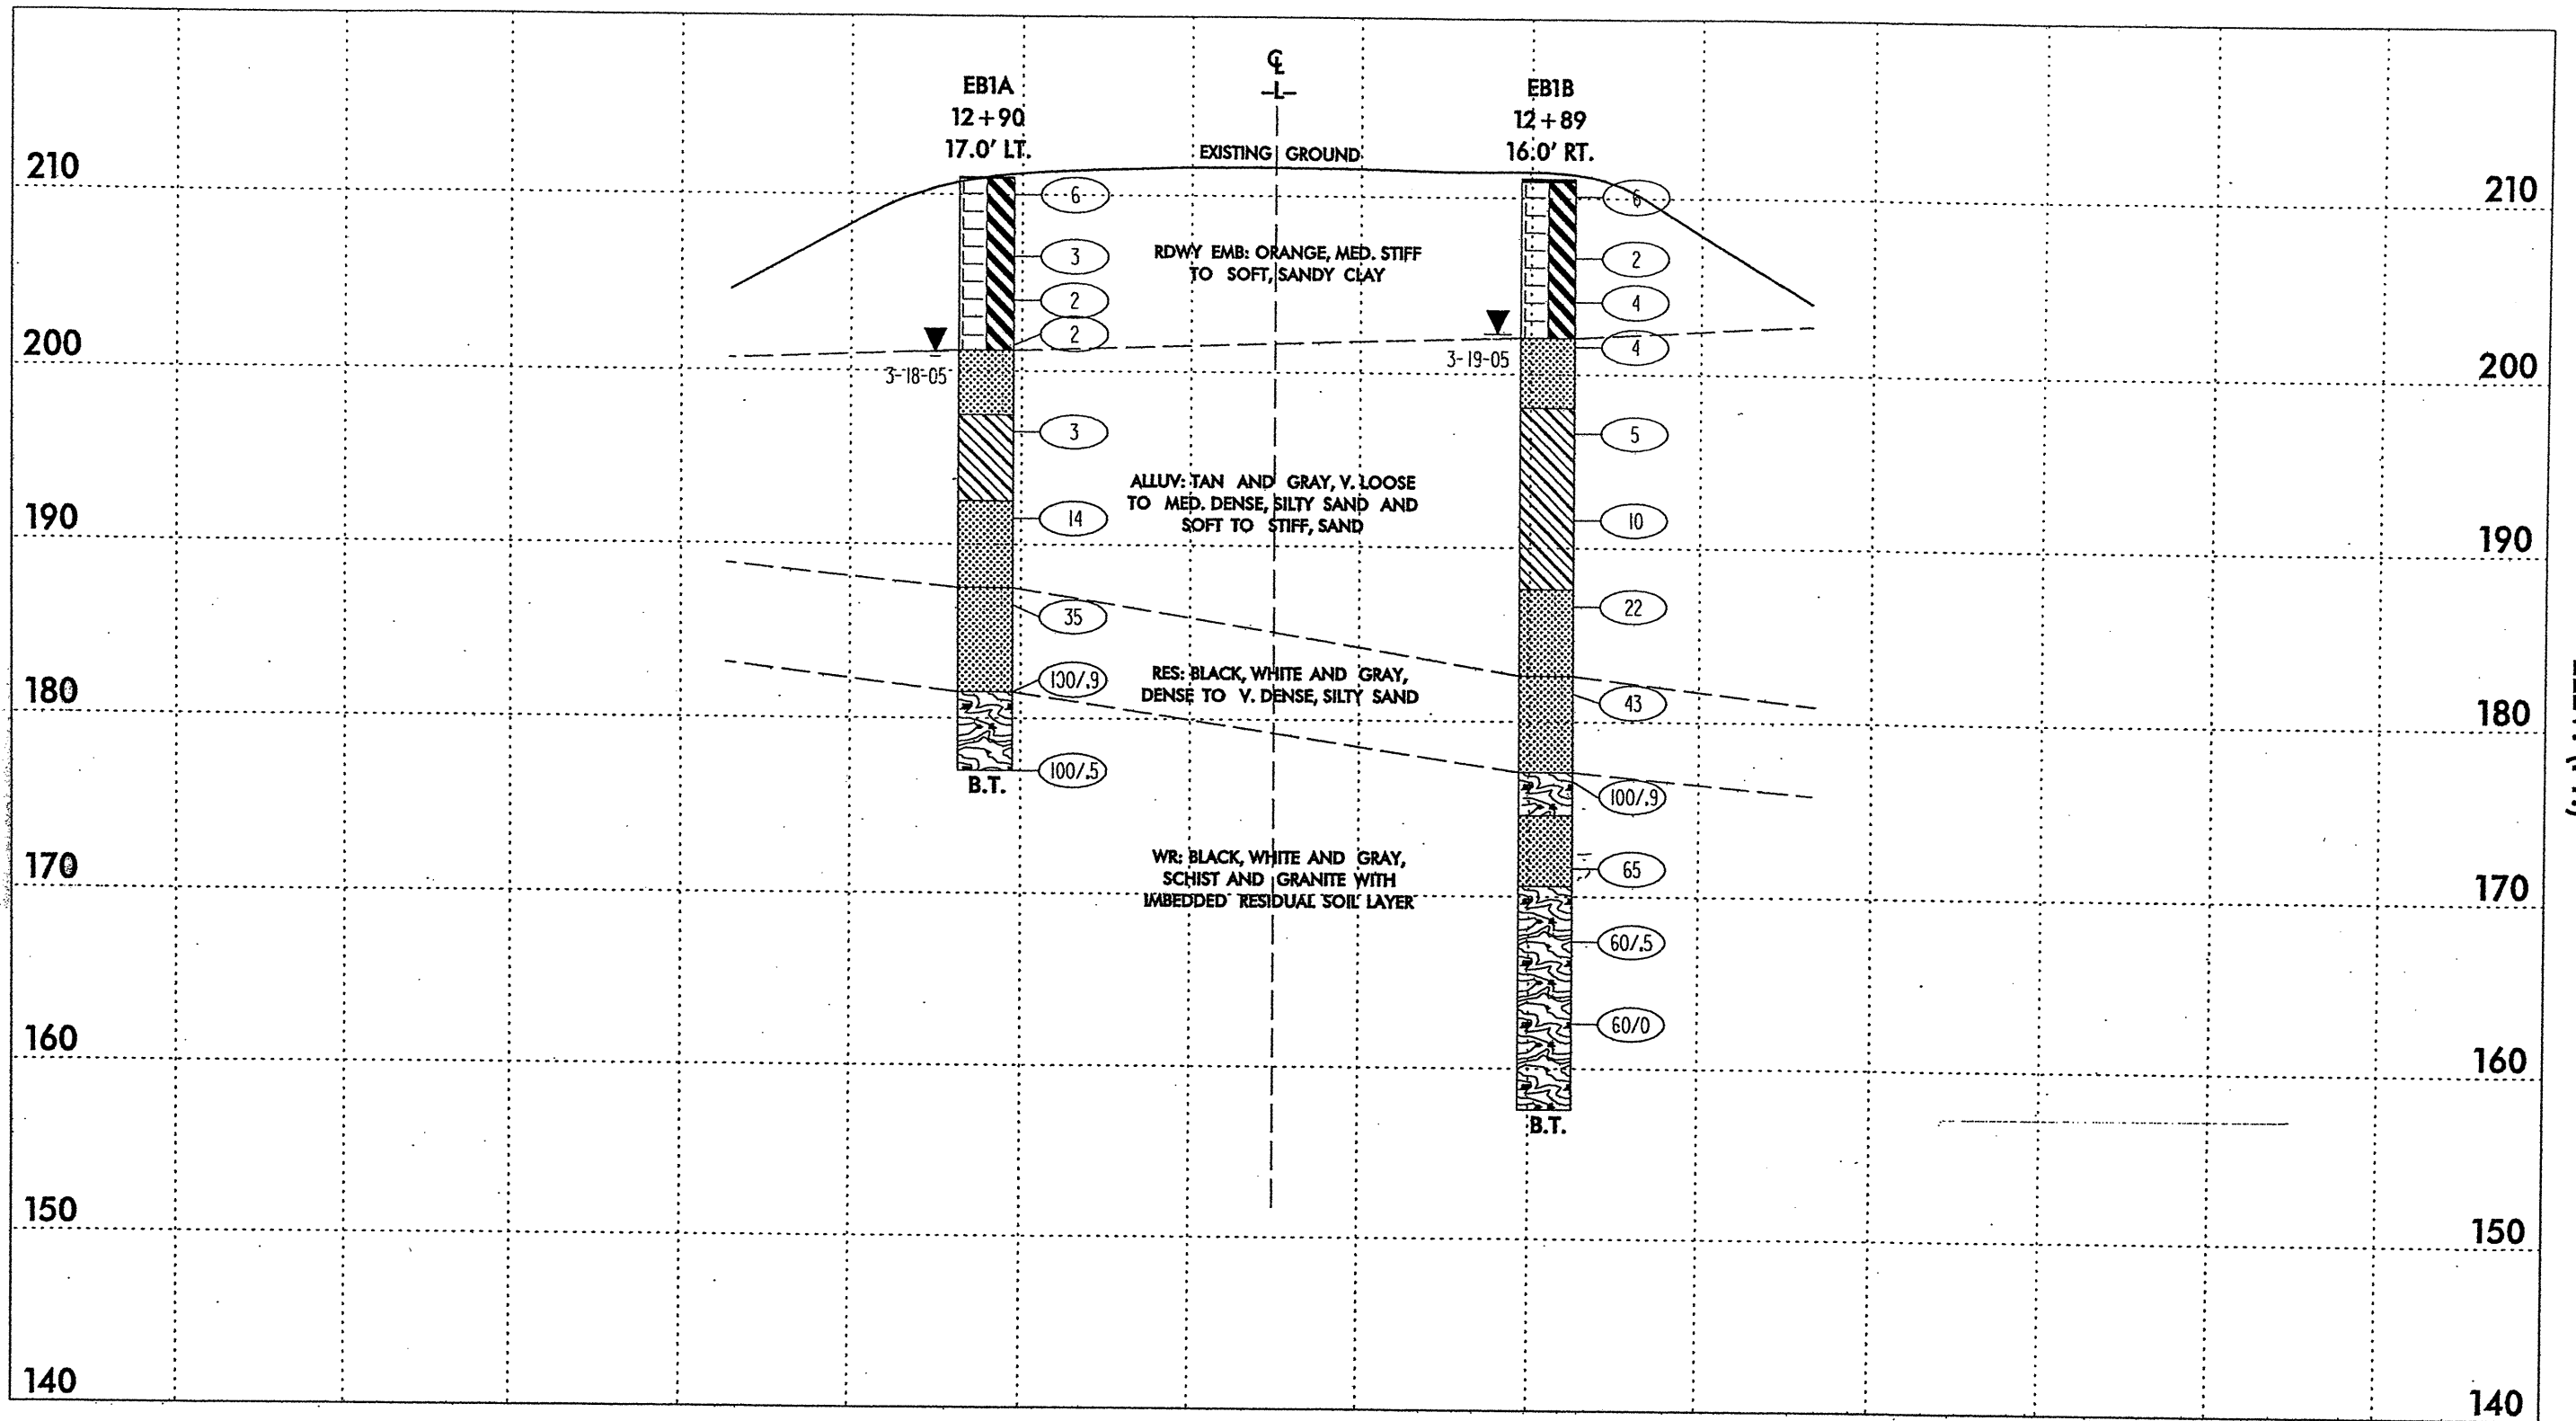 ℄
-L-
EB1A
12+90
17.0' LT.
EB1B
12+89
16.0' RT.
EXISTING GROUND
210
210
6
6
RDWY EMB: ORANGE, MED. STIFF
TO SOFT, SANDY CLAY
3
2
2
4
2
4
200
200
3-18-05
3-19-05
3
5
ALLUV: TAN AND GRAY, V. LOOSE
TO MED. DENSE, SILTY SAND AND
SOFT TO STIFF, SAND
14
10
190
190
35
22
RES: BLACK, WHITE AND GRAY,
DENSE TO V. DENSE, SILTY SAND
100/.9
43
180
180
100/.5
B.T.
100/.9
WR: BLACK, WHITE AND GRAY,
SCHIST AND GRANITE WITH
IMBEDDED RESIDUAL SOIL LAYER
65
170
170
60/.5
60/0
160
160
B.T.
150
150
140
140